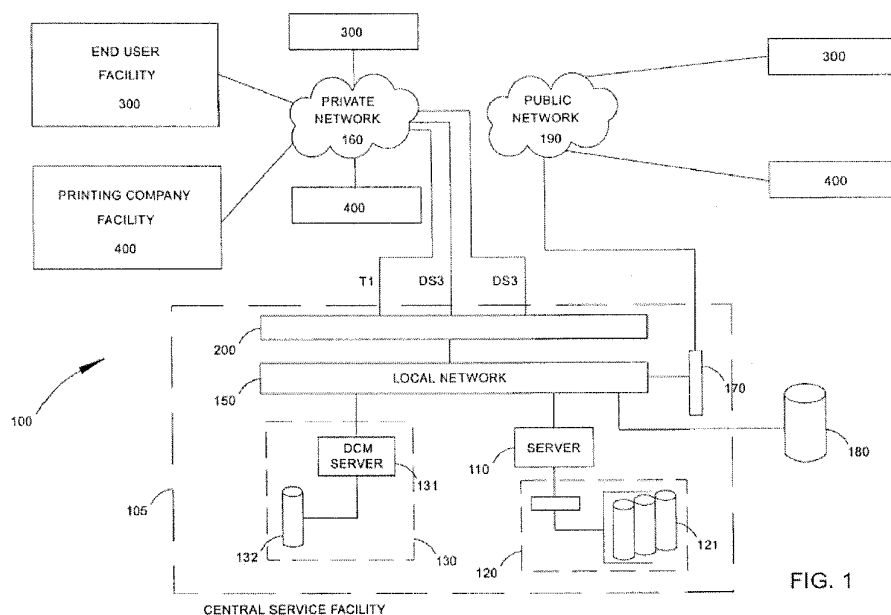 300
END USER
FACILITY
300
PRIVATE
NETWORK
160
PUBLIC
NETWORK
190
300
PRINTING COMPANY
FACILITY
400
400
400
T1
DS3
DS3
200
LOCAL NETWORK
150
170
100
DCM
SERVER
131
110
SERVER
180
105
132
130
120
121
FIG. 1
CENTRAL SERVICE FACILITY